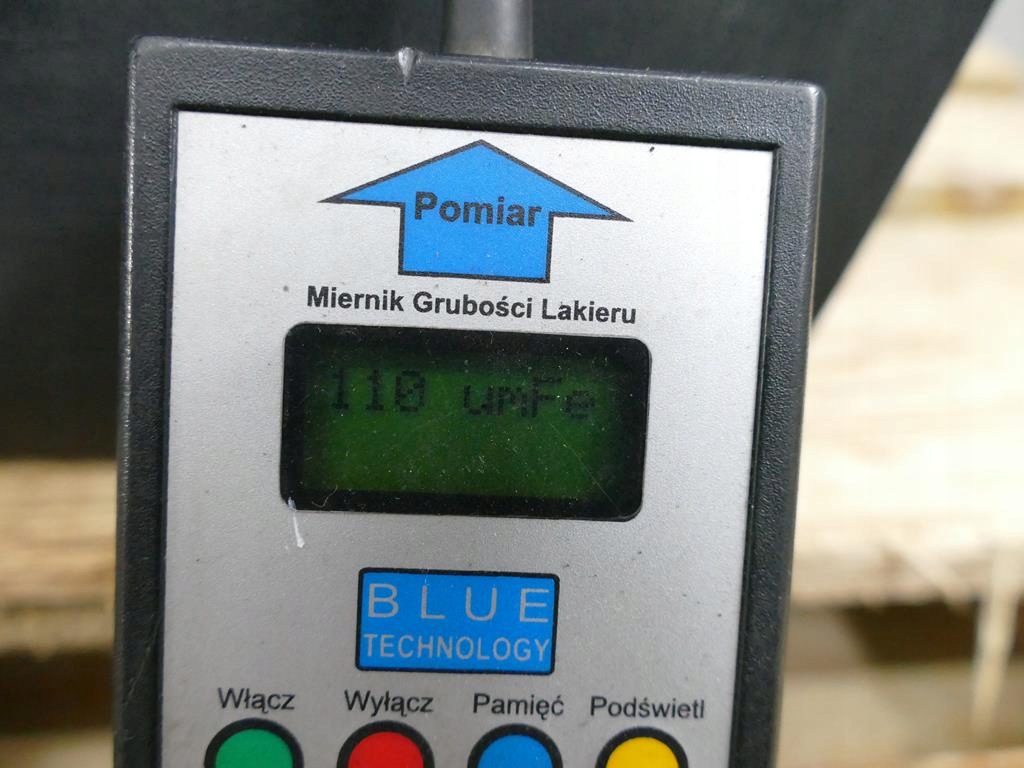 Pomiar
Miernik Grubości Lakieru
110 umFe
BLUE
TECHNOLOGY
Włącz Wyłącz Pamięć Podświetl